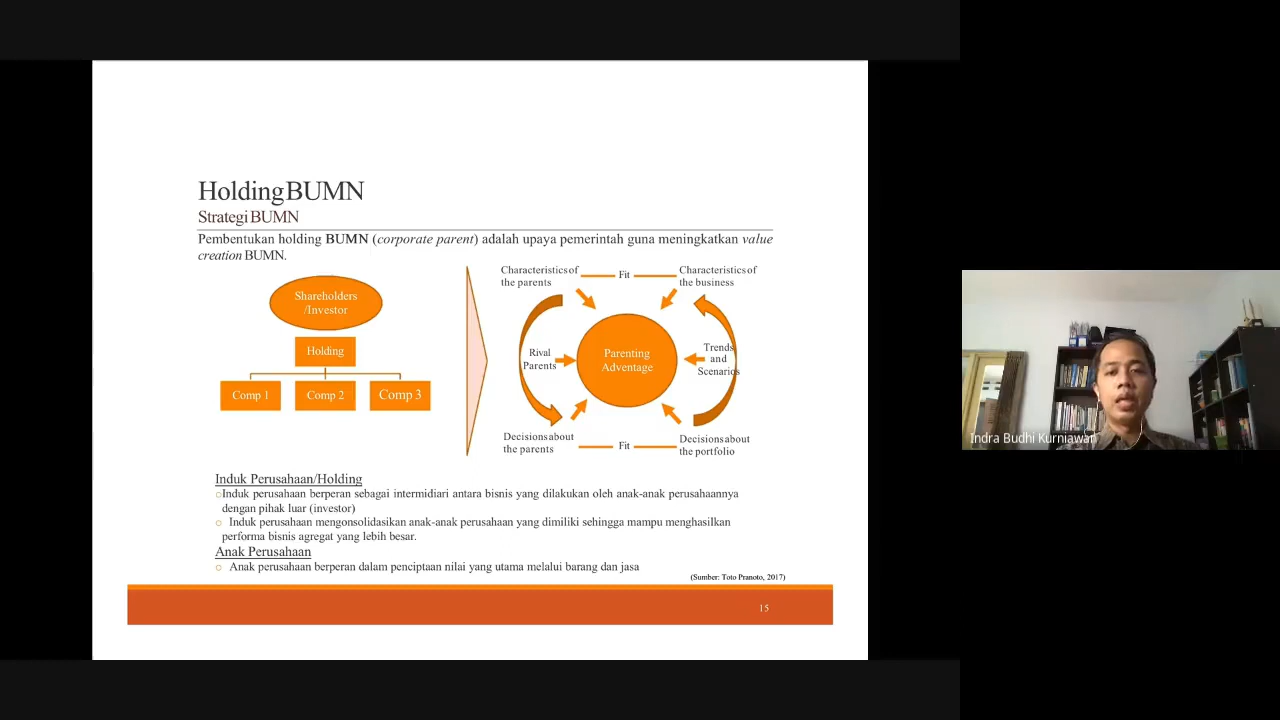 HoldingBUMN
Strategi BUMN
Pembentukan holding BUMN (corporate parent) adalah upaya pemerintah guna meningkatkan value
creation BUMN.
Shareholders
/Investor
Holding
Comp 1
Comp 2
Comp 3
Characteristics of
the parents
Fit
Characteristics of
the business
Rival
Parents
Parenting
Adventage
Trends
and
Scenarios
Decisions about
the parents
Fit
Decisions about
the portfolio
Induk Perusahaan/Holding
Induk perusahaan berperan sebagai intermidiari antara bisnis yang dilakukan oleh anak-anak perusahaannya
dengan pihak luar (investor)
Induk perusahaan mengonsolidasikan anak-anak perusahaan yang dimiliki sehingga mampu menghasilkan
performa bisnis agregat yang lebih besar.
Anak Perusahaan
Anak perusahaan berperan dalam penciptaan nilai yang utama melalui barang dan jasa
(Sumber: Toto Pranoto, 2017)
15
Indra Budhi Kurniawan